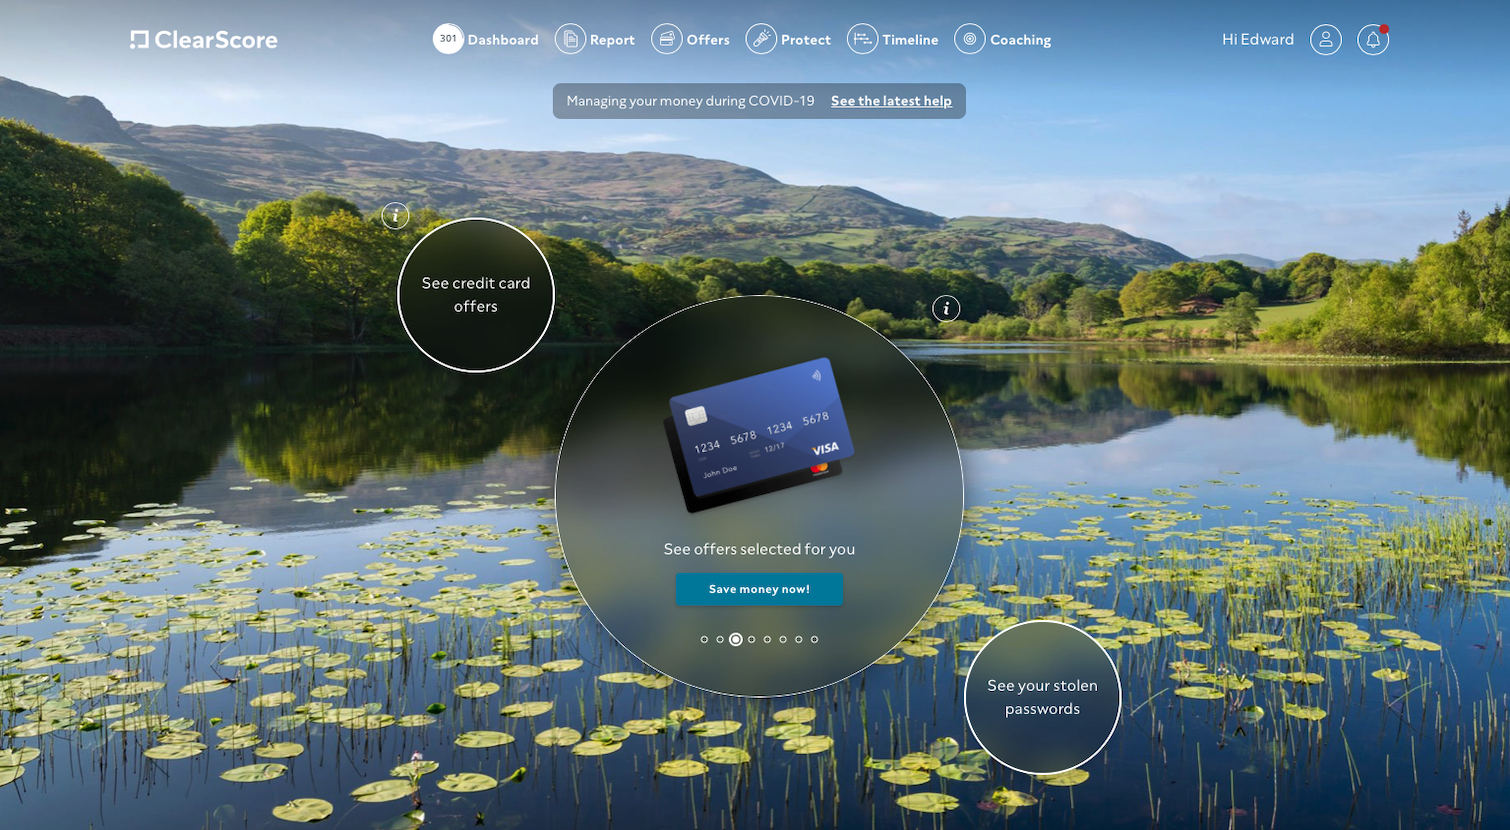 ClearScore
301 Dashboard
Report
Offers
Protect
Timeline
Coaching
Hi Edward
Managing your money during COVID-19 See the latest help
i
See credit card
offers
i
1234 5678 1234 5678
12/17
John Doe
VISA
See offers selected for you
Save money now!
See your stolen
passwords